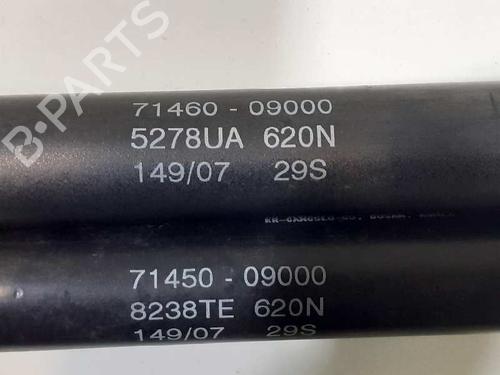 71460 - 09000
5278UA 620N
149/07 29S
71450 - 09000
8238TE 620N
149/07 29S
B-PARTS